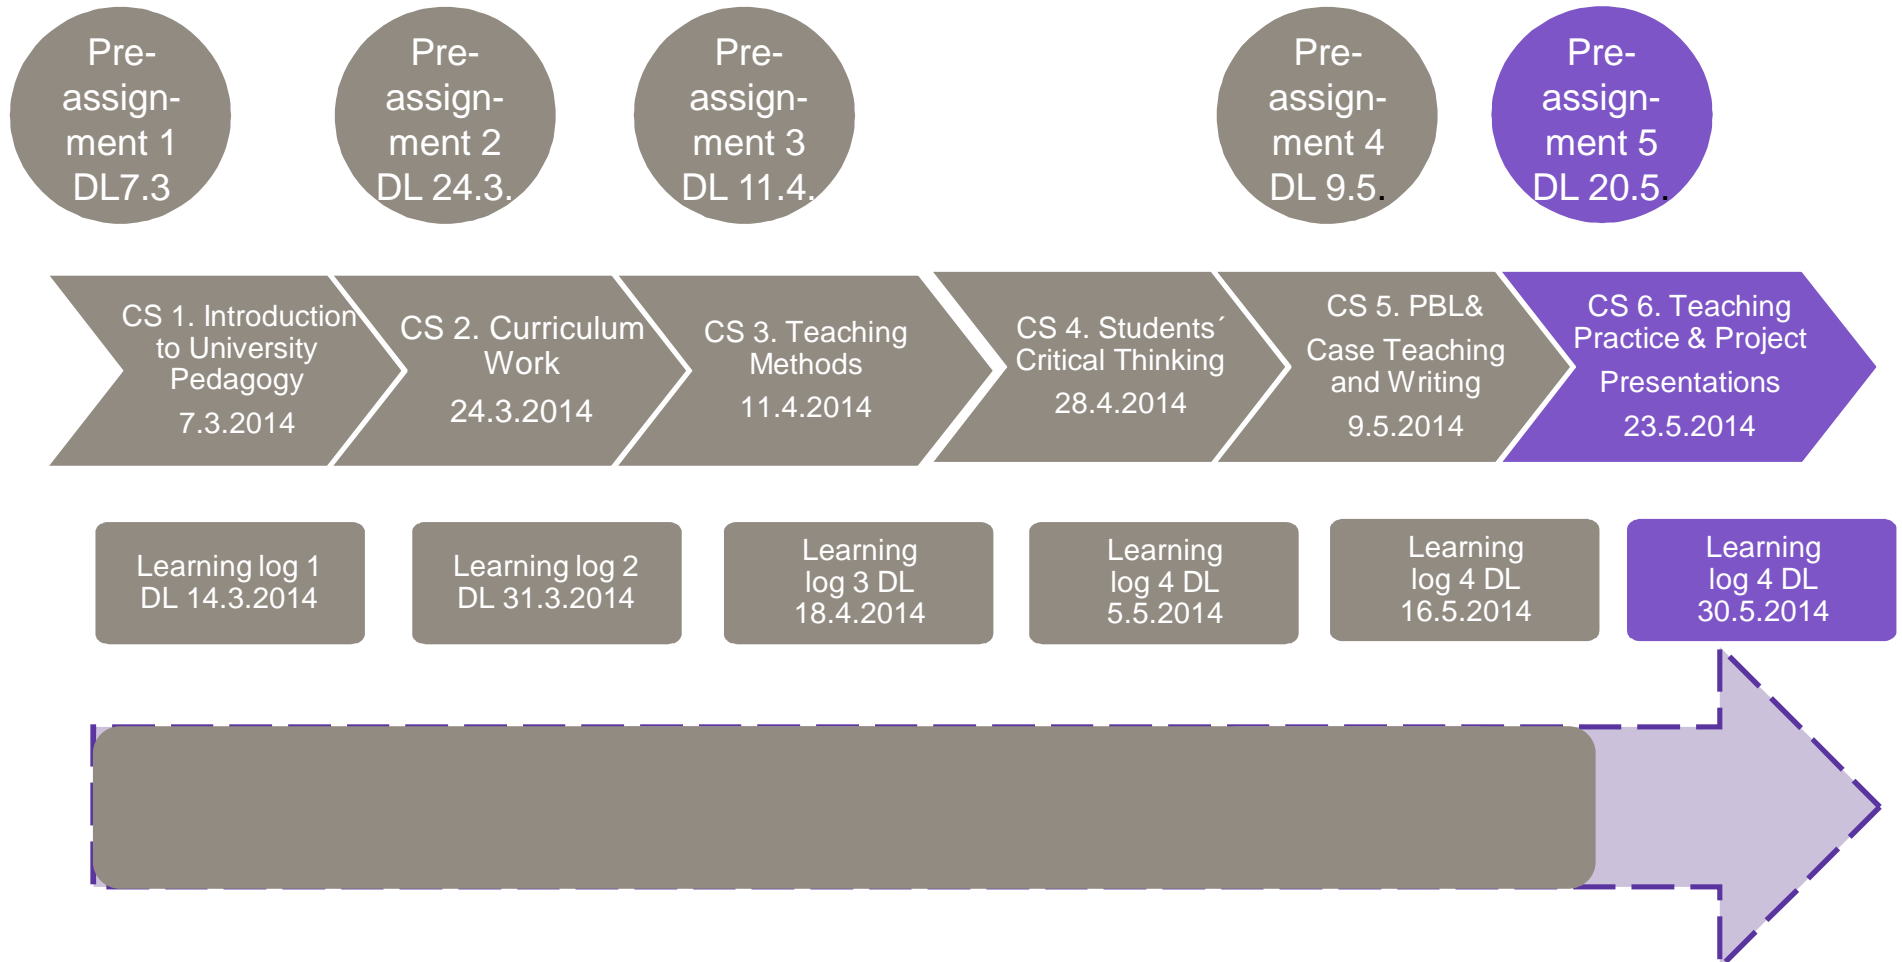 Pre-
assign-
ment 1
DL7.3
Pre-
assign-
ment 2
DL 24.3.
Pre-
assign-
ment 3
DL 11.4.
Pre-
assign-
ment 4
DL 9.5.
Pre-
assign-
ment 5
DL 20.5.
CS 1. Introduction
to University
Pedagogy
7.3.2014
CS 2. Curriculum
Work
24.3.2014
CS 3. Teaching
Methods
11.4.2014
CS 4. Students´
Critical Thinking
28.4.2014
CS 5. PBL&
Case Teaching
and Writing
9.5.2014
CS 6. Teaching
Practice & Project
Presentations
23.5.2014
Learning log 1
DL 14.3.2014
Learning log 2
DL 31.3.2014
Learning
log 3 DL
18.4.2014
Learning
log 4 DL
5.5.2014
Learning
log 4 DL
16.5.2014
Learning
log 4 DL
30.5.2014